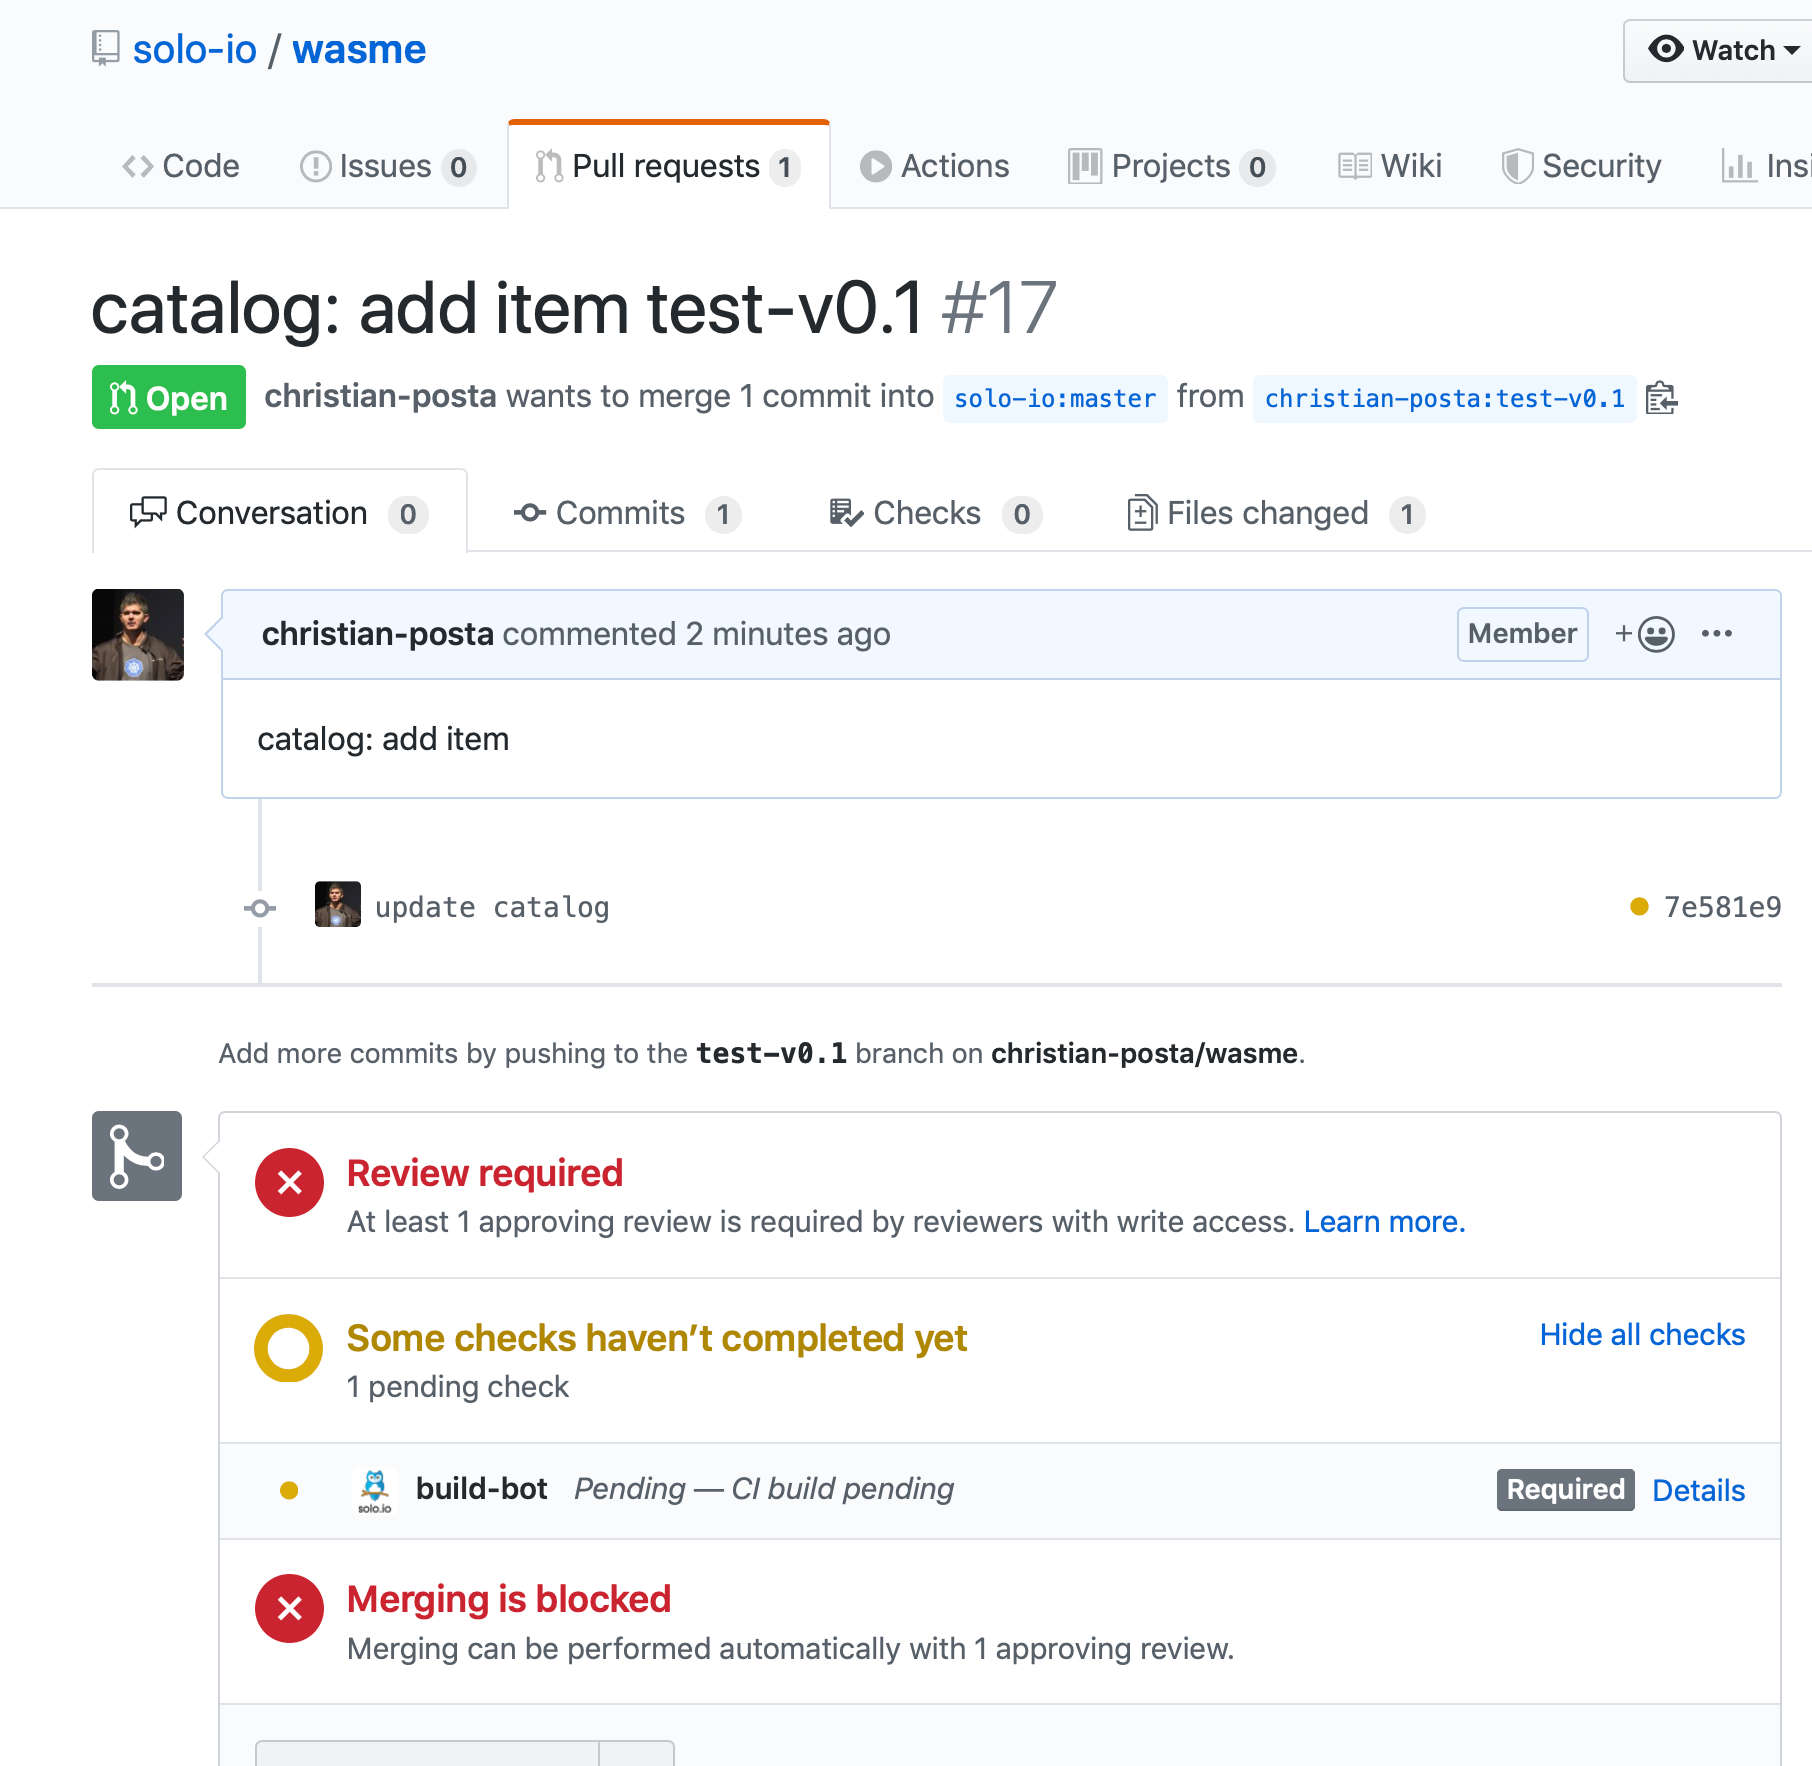 solo-io / wasme
Watch
Code
Issues 0
Pull requests 1
Actions
Projects 0
Wiki
Security
Insi
catalog: add item test-v0.1 #17
Open
christian-posta wants to merge 1 commit into solo-io:master from christian-posta:test-v0.1
Conversation 0
Commits 1
Checks 0
Files changed 1
christian-posta commented 2 minutes ago
Member
catalog: add item
update catalog
7e581e9
Add more commits by pushing to the test-v0.1 branch on christian-posta/wasme.
Review required
At least 1 approving review is required by reviewers with write access. Learn more.
Some checks haven’t completed yet
Hide all checks
1 pending check
solo.io
build-bot Pending — CI build pending
Required
Details
Merging is blocked
Merging can be performed automatically with 1 approving review.